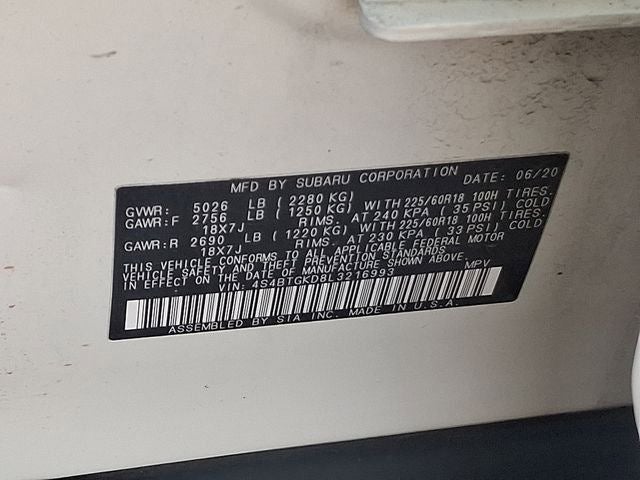 MFD BY SUBARU CORPORATION DATE: 06/20
GVWR: 5026 LB ( 2280 KG)
GAWR:F 2756 LB ( 1250 KG) WITH 225/60R18 100H TIRES.
18X7J RIMS. AT 240 KPA ( 35 PSI) COLD
GAWR:R 2690 LB ( 1220 KG) WITH 225/60R18 100H TIRES.
18X7J RIMS. AT 230 KPA ( 33 PSI) COLD
THIS VEHICLE CONFORMS TO ALL APPLICABLE FEDERAL MOTOR
VEHICLE SAFETY AND THEFT PREVENTION STANDARDS
IN EFFECT ON THE DATE OF MANUFACTURE SHOWN ABOVE.
VIN: 4S4BTGKD8L3216993 MPV
ASSEMBLED BY SIA INC. MADE IN U.S.A.